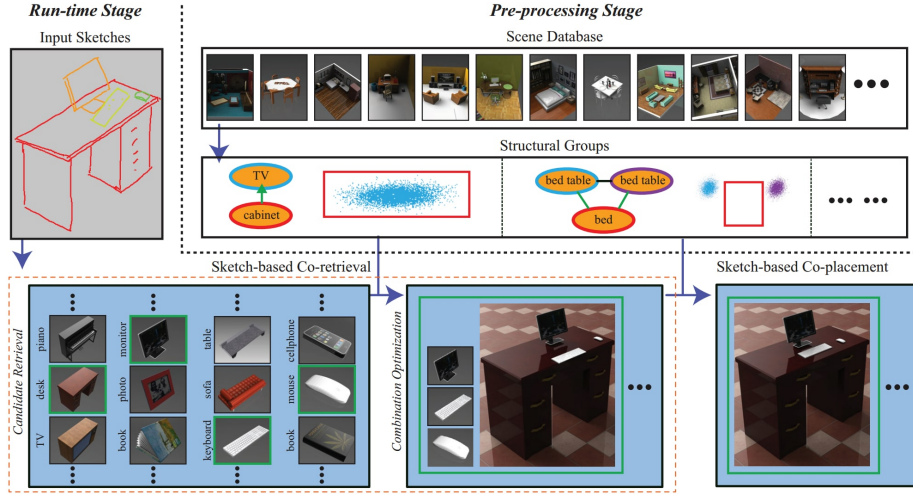 Run-time Stage
Pre-processing Stage
Input Sketches
Scene Database
Structural Groups
TV
cabinet
bed table
bed table
bed
Sketch-based Co-retrieval
Sketch-based Co-placement
Candidate Retrieval
piano
monitor
table
cellphone
desk
photo
sofa
mouse
TV
book
keyboard
book
Combination Optimization